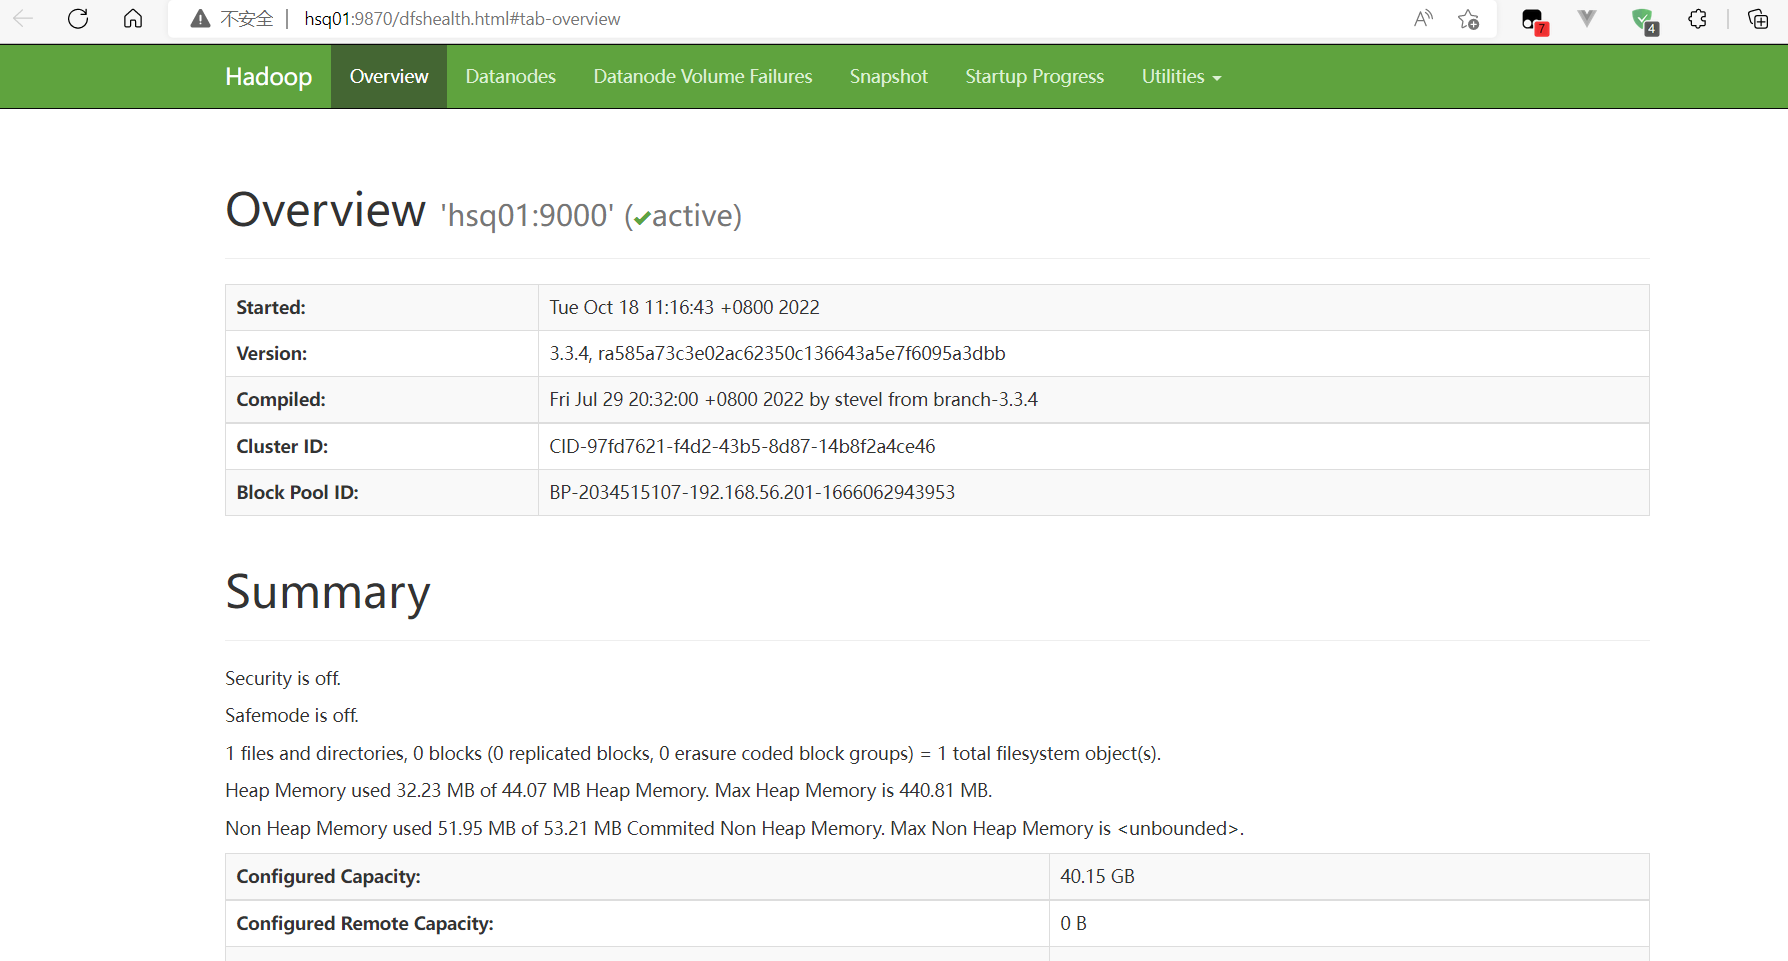 不安全 | hsq01:9870/dfshealth.html#tab-overview A 7 4
Hadoop Overview Datanodes Datanode Volume Failures Snapshot Startup Progress Utilities
Overview 'hsq01:9000' (✔active)
Started: Tue Oct 18 11:16:43 +0800 2022
Version: 3.3.4, ra585a73c3e02ac62350c136643a5e7f6095a3dbb
Compiled: Fri Jul 29 20:32:00 +0800 2022 by stevel from branch-3.3.4
Cluster ID: CID-97fd7621-f4d2-43b5-8d87-14b8f2a4ce46
Block Pool ID: BP-2034515107-192.168.56.201-1666062943953
Summary
Security is off.
Safemode is off.
1 files and directories, 0 blocks (0 replicated blocks, 0 erasure coded block groups) = 1 total filesystem object(s).
Heap Memory used 32.23 MB of 44.07 MB Heap Memory. Max Heap Memory is 440.81 MB.
Non Heap Memory used 51.95 MB of 53.21 MB Commited Non Heap Memory. Max Non Heap Memory is <unbounded>.
Configured Capacity: 40.15 GB
Configured Remote Capacity: 0 B